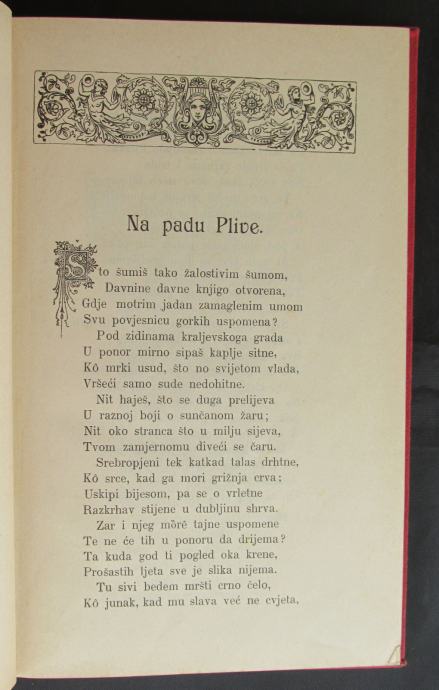 Na padu Plive.
Što šumiš tako žalostivim šumom,
Davnine davne knjigo otvorena,
Gdje motrim jadan zamaglenim umom
Svu povjesnicu gorkih uspomena?
Pod zidinama kraljevskoga grada
U ponor mirno sipaš kaplje sitne,
Kô mrki usud, što no svijetom vlada,
Vršeći samo sude nedohitne.
Nit haješ, što se duga prelijeva
U raznoj boji o sunčanom žaru;
Nit oko stranca što u milju sijeva,
Tvom zamjernomu diveći se čaru.
Srebropjeni tek katkad talas drhtne,
Kô srce, kad ga mori grižnja crva;
Uskipi bijesom, pa se o vrletne
Razkrhav stijene u dubljinu shrva.
Zar i njeg môrê tajne uspomene
Te ne će tih u ponoru da drijema?
Ta kuda god ti pogled oka krene,
Prošastih ljeta sve je slika nijema.
Tu sivi bedem mršti crno čelo,
Kô junak, kad mu slava već ne cvjeta,